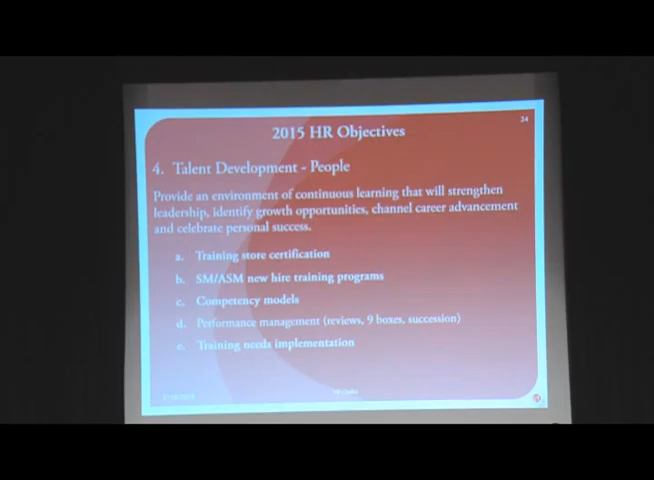 34
2015 HR Objectives
4. Talent Development - People
Provide an environment of continuous learning that will strengthen
leadership, identify growth opportunities, channel career advancement
and celebrate personal success.
a. Training store certification
b. SM/ASM new hire training programs
c. Competency models
d. Performance management (reviews, 9 boxes, succession)
e. Training needs implementation